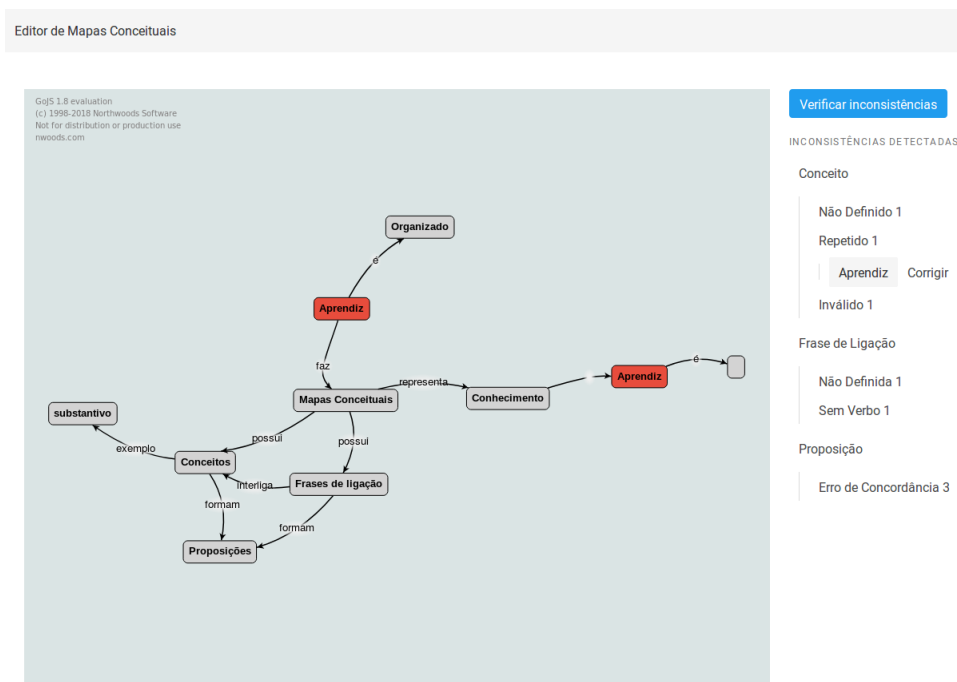 Editor de Mapas Conceituais
GoJS 1.8 evaluation
(c) 1998-2018 Northwoods Software
Not for distribution or production use
nwoods.com
Organizado
é
Aprendiz
faz
Mapas Conceituais
representa
Conhecimento
Aprendiz
é
substantivo
exemplo
Conceitos
possui
possui
Interliga
Frases de ligação
formam
formam
Proposições
Verificar inconsistências
INCONSISTÊNCIAS DETECTADAS
Conceito
Não Definido 1
Repetido 1
Aprendiz Corrigir
Inválido 1
Frase de Ligação
Não Definida 1
Sem Verbo 1
Proposição
Erro de Concordância 3